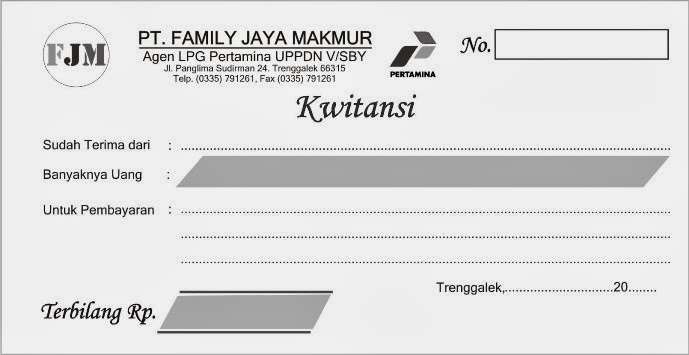 FJM
PT. FAMILY JAYA MAKMUR
Agen LPG Pertamina UPPDN V/SBY
Jl. Panglima Sudirman 24. Trenggalek 66315
Telp. (0335) 791261, Fax (0335) 791261
PERTAMINA
No.
Kwitansi
Sudah Terima dari :
Banyaknya Uang :
Untuk Pembayaran :
Trenggalek,...............................20........
Terbilang Rp.